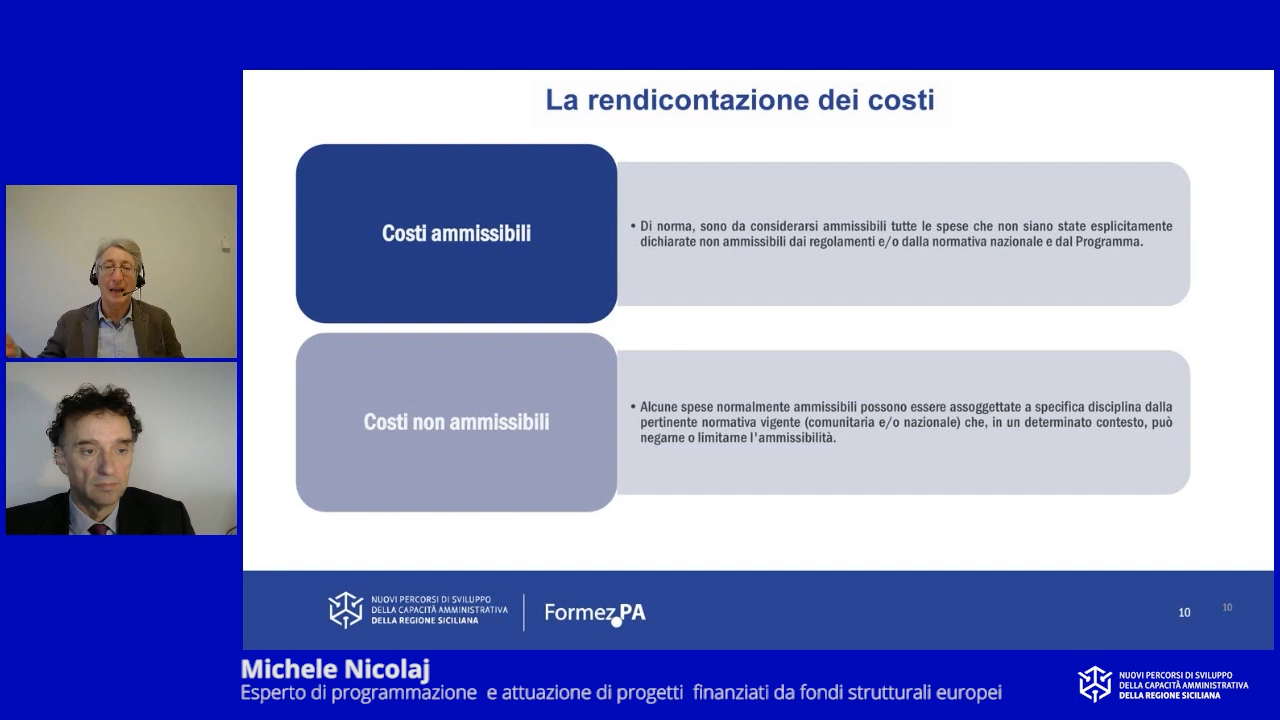 La rendicontazione dei costi
Costi ammissibili
• Di norma, sono da considerarsi ammissibili tutte le spese che non siano state esplicitamente
dichiarate non ammissibili dai regolamenti e/o dalla normativa nazionale e dal Programma.
Costi non ammissibili
• Alcune spese normalmente ammissibili possono essere assoggettate a specifica disciplina dalla
pertinente normativa vigente (comunitaria e/o nazionale) che, in un determinato contesto, può
negarne o limitarne l'ammissibilità.
NUOVI PERCORSI DI SVILUPPO
DELLA CAPACITÀ AMMINISTRATIVA
DELLA REGIONE SICILIANA
Formez.PA
10
10
Michele Nicolaj
Esperto di programmazione e attuazione di progetti finanziati da fondi strutturali europei
NUOVI PERCORSI DI SVILUPPO
DELLA CAPACITÀ AMMINISTRATIVA
DELLA REGIONE SICILIANA